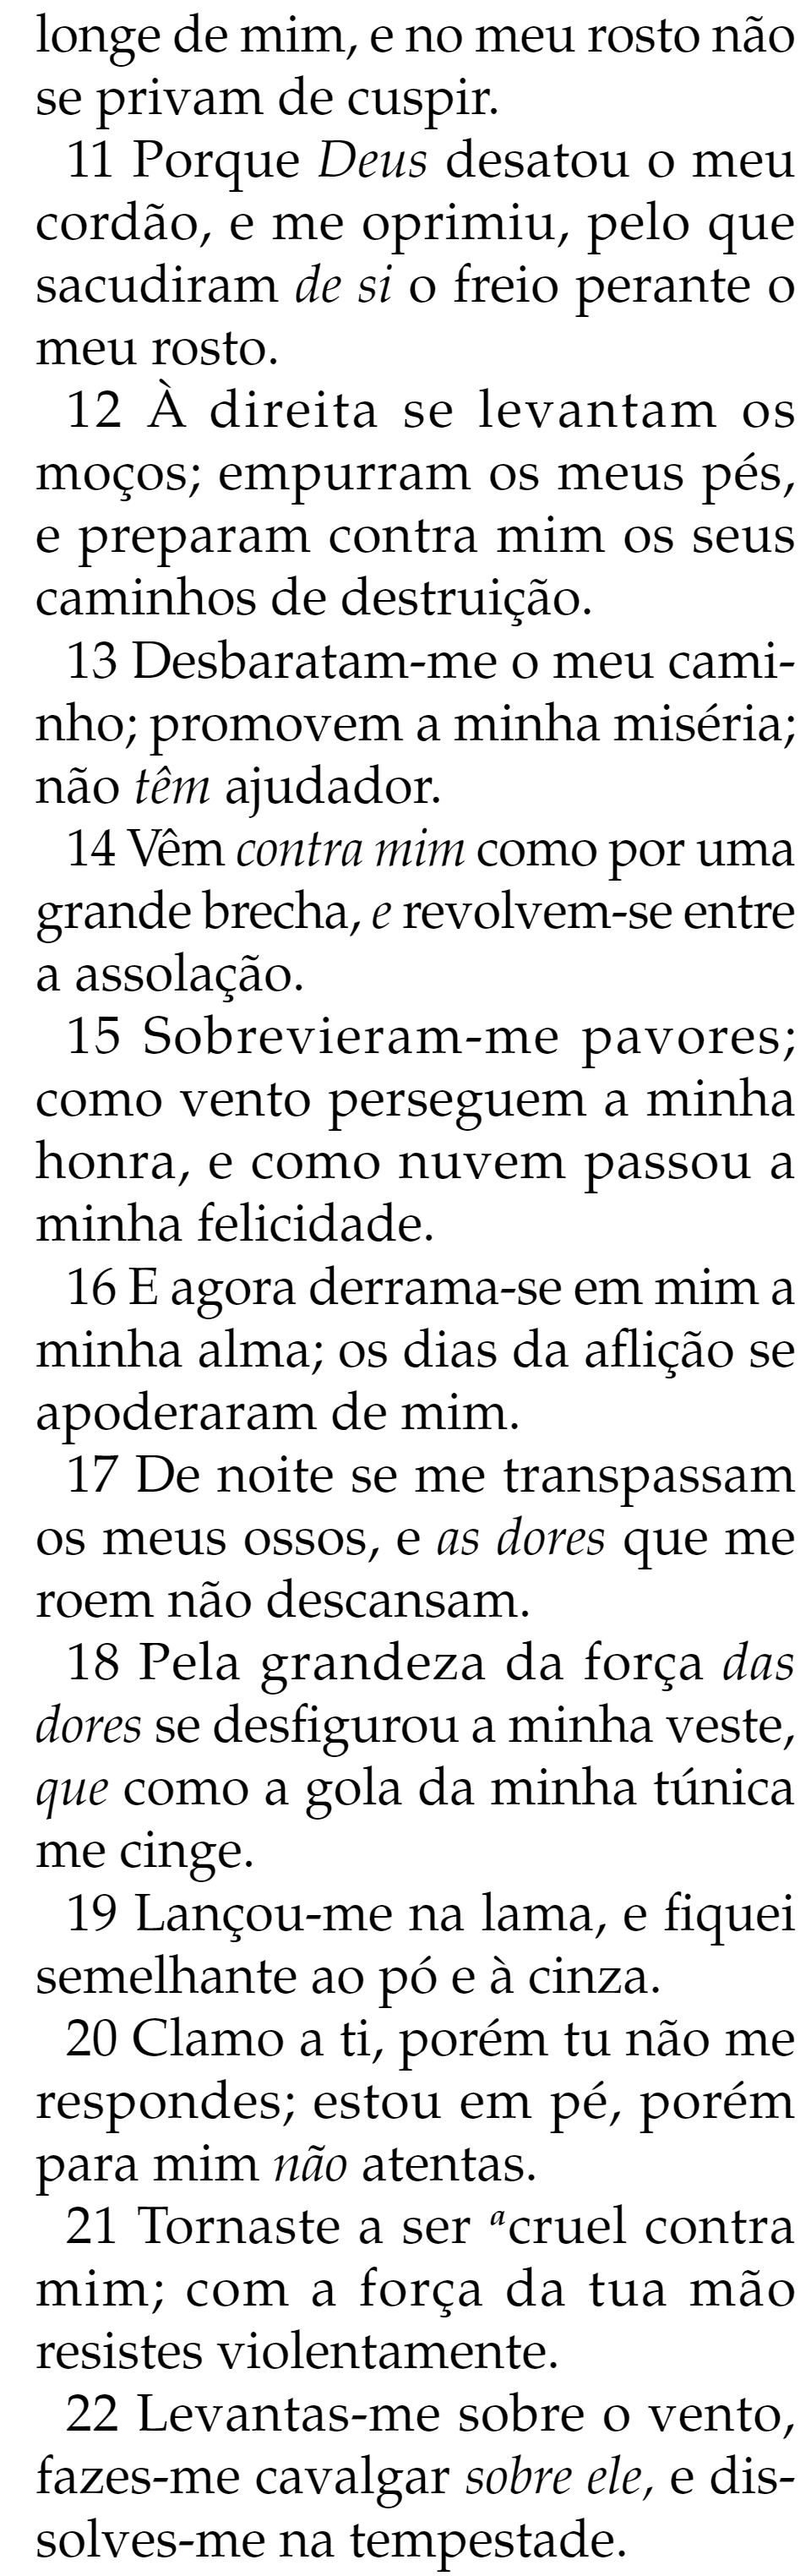 longe de mim, e no meu rosto não
se privam de cuspir.
11 Porque Deus desatou o meu
cordão, e me oprimiu, pelo que
sacudiram de si o freio perante o
meu rosto.
12 À direita se levantam os
moços; empurram os meus pés,
e preparam contra mim os seus
caminhos de destruição.
13 Desbaratam-me o meu cami-
nho; promovem a minha miséria;
não têm ajudador.
14 Vêm contra mim como por uma
grande brecha, e revolvem-se entre
a assolação.
15 Sobrevieram-me pavores;
como vento perseguem a minha
honra, e como nuvem passou a
minha felicidade.
16 E agora derrama-se em mim a
minha alma; os dias da aflição se
apoderaram de mim.
17 De noite se me transpassam
os meus ossos, e as dores que me
roem não descansam.
18 Pela grandeza da força das
dores se desfigurou a minha veste,
que como a gola da minha túnica
me cinge.
19 Lançou-me na lama, e fiquei
semelhante ao pó e à cinza.
20 Clamo a ti, porém tu não me
respondes; estou em pé, porém
para mim não atentas.
21 Tornaste a ser ᵃcruel contra
mim; com a força da tua mão
resistes violentamente.
22 Levantas-me sobre o vento,
fazes-me cavalgar sobre ele, e dis-
solves-me na tempestade.